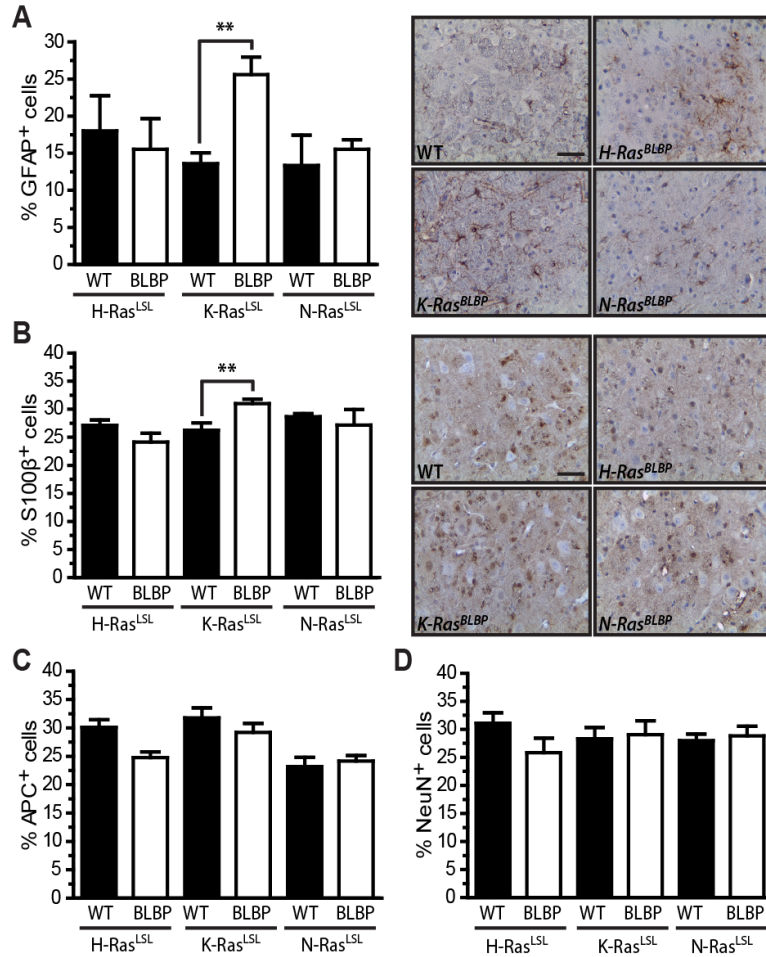 A
% GFAP⁺ cells
30
25
20
15
10
5
0
**
WT BLBP WT BLBP WT BLBP
H-Ras^LSL K-Ras^LSL N-Ras^LSL
WT
H-Ras^BLBP
K-Ras^BLBP
N-Ras^BLBP
B
% S100β⁺ cells
40
35
30
25
20
15
10
5
0
**
WT BLBP WT BLBP WT BLBP
H-Ras^LSL K-Ras^LSL N-Ras^LSL
WT
H-Ras^BLBP
K-Ras^BLBP
N-Ras^BLBP
C
% APC⁺ cells
40
35
30
25
20
15
10
5
0
WT BLBP WT BLBP WT BLBP
H-Ras^LSL K-Ras^LSL N-Ras^LSL
D
% NeuN⁺ cells
40
35
30
25
20
15
10
5
0
WT BLBP WT BLBP WT BLBP
H-Ras^LSL K-Ras^LSL N-Ras^LSL